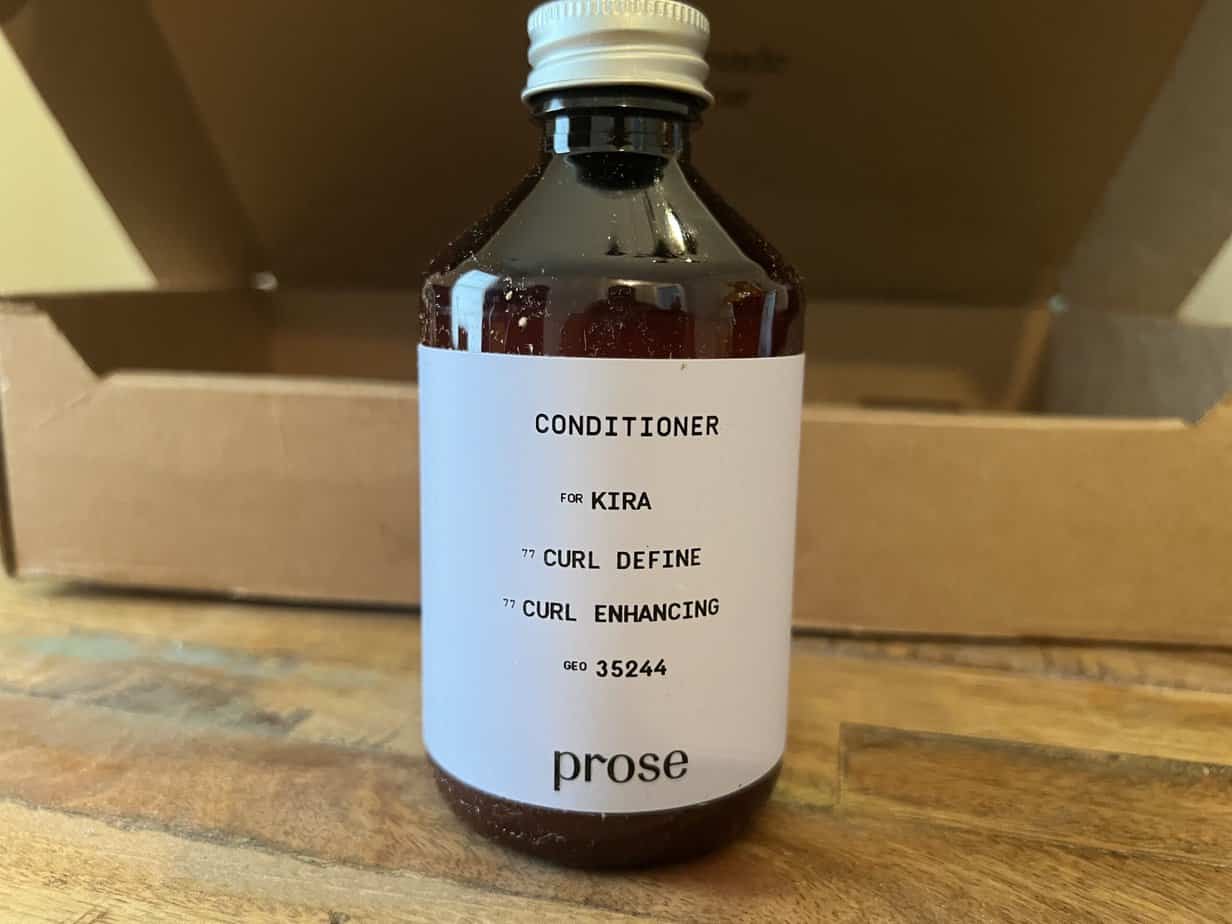 CONDITIONER
FOR KIRA
77 CURL DEFINE
77 CURL ENHANCING
GEO 35244
prose